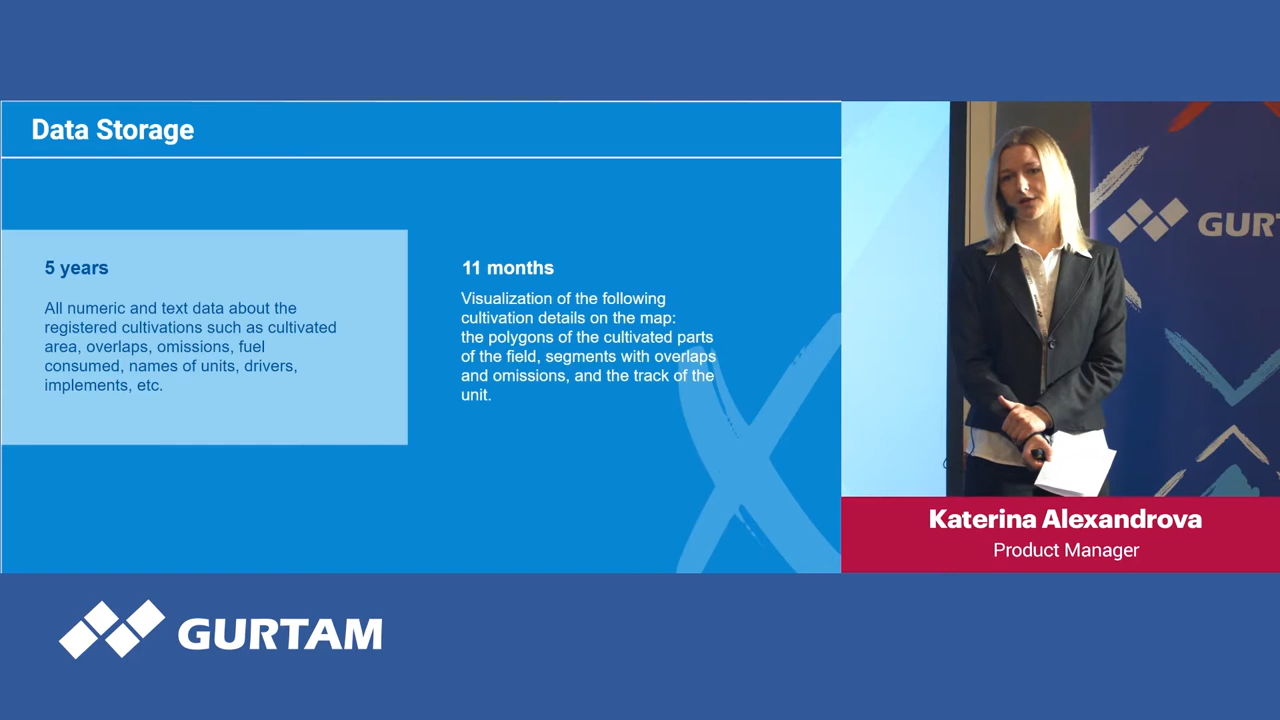 Data Storage
5 years
All numeric and text data about the
registered cultivations such as cultivated
area, overlaps, omissions, fuel
consumed, names of units, drivers,
implements, etc.
11 months
Visualization of the following
cultivation details on the map:
the polygons of the cultivated parts
of the field, segments with overlaps
and omissions, and the track of the
unit.
GURT
Katerina Alexandrova
Product Manager
GURTAM